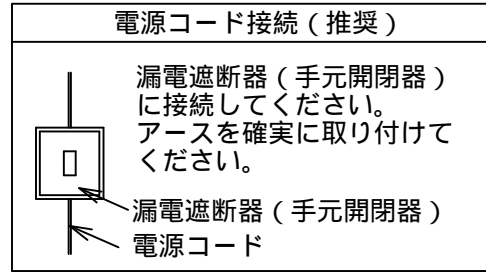 電源コード接続（推奨）
漏電遮断器（手元開閉器）
に接続してください。
アースを確実に取り付けて
ください。
漏電遮断器（手元開閉器）
電源コード